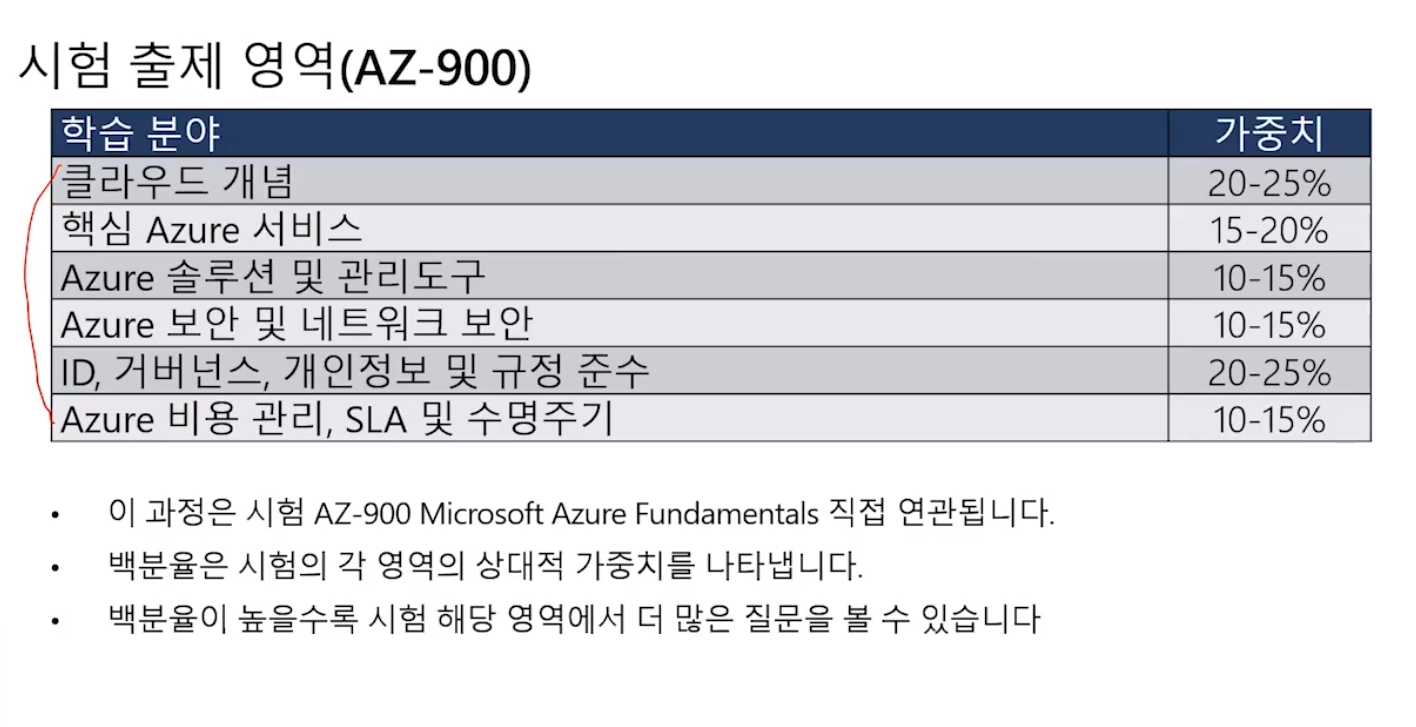 시험 출제 영역(AZ-900)
학습 분야 가중치
클라우드 개념 20-25%
핵심 Azure 서비스 15-20%
Azure 솔루션 및 관리도구 10-15%
Azure 보안 및 네트워크 보안 10-15%
ID, 거버넌스, 개인정보 및 규정 준수 20-25%
Azure 비용 관리, SLA 및 수명주기 10-15%
• 이 과정은 시험 AZ-900 Microsoft Azure Fundamentals 직접 연관됩니다.
• 백분율은 시험의 각 영역의 상대적 가중치를 나타냅니다.
• 백분율이 높을수록 시험 해당 영역에서 더 많은 질문을 볼 수 있습니다